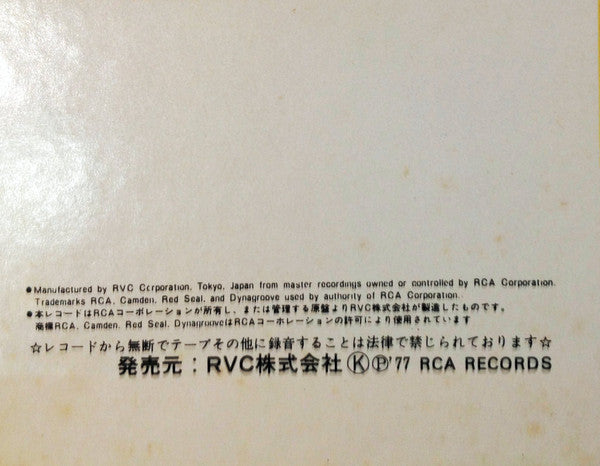 ●Manufactured by RVC Corporation, Tokyo, Japan from master recordings owned or controlled by RCA Corporation.
Trademarks RCA, Camden, Red Seal, and Dynagroove used by authority of RCA Corporation.
●本レコードはRCAコーポレーションが所有し、または管理する原盤よりRVC株式会社が製造したものです。
商標RCA, Camden, Red Seal, DynagrooveはRCAコーポレーションの許可により使用されています
☆レコードから無断でテープその他に録音することは法律で禁じられております☆
発売元：RVC株式会社ⓀⓅ'77 RCA RECORDS